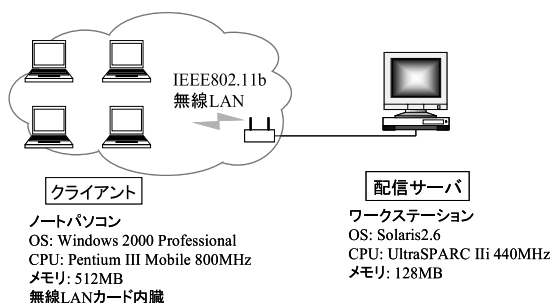 IEEE802.11b
無線LAN
クライアント
ノートパソコン
OS: Windows 2000 Professional
CPU: Pentium III Mobile 800MHz
メモリ: 512MB
無線LANカード内臓
配信サーバ
ワークステーション
OS: Solaris2.6
CPU: UltraSPARC IIi 440MHz
メモリ: 128MB